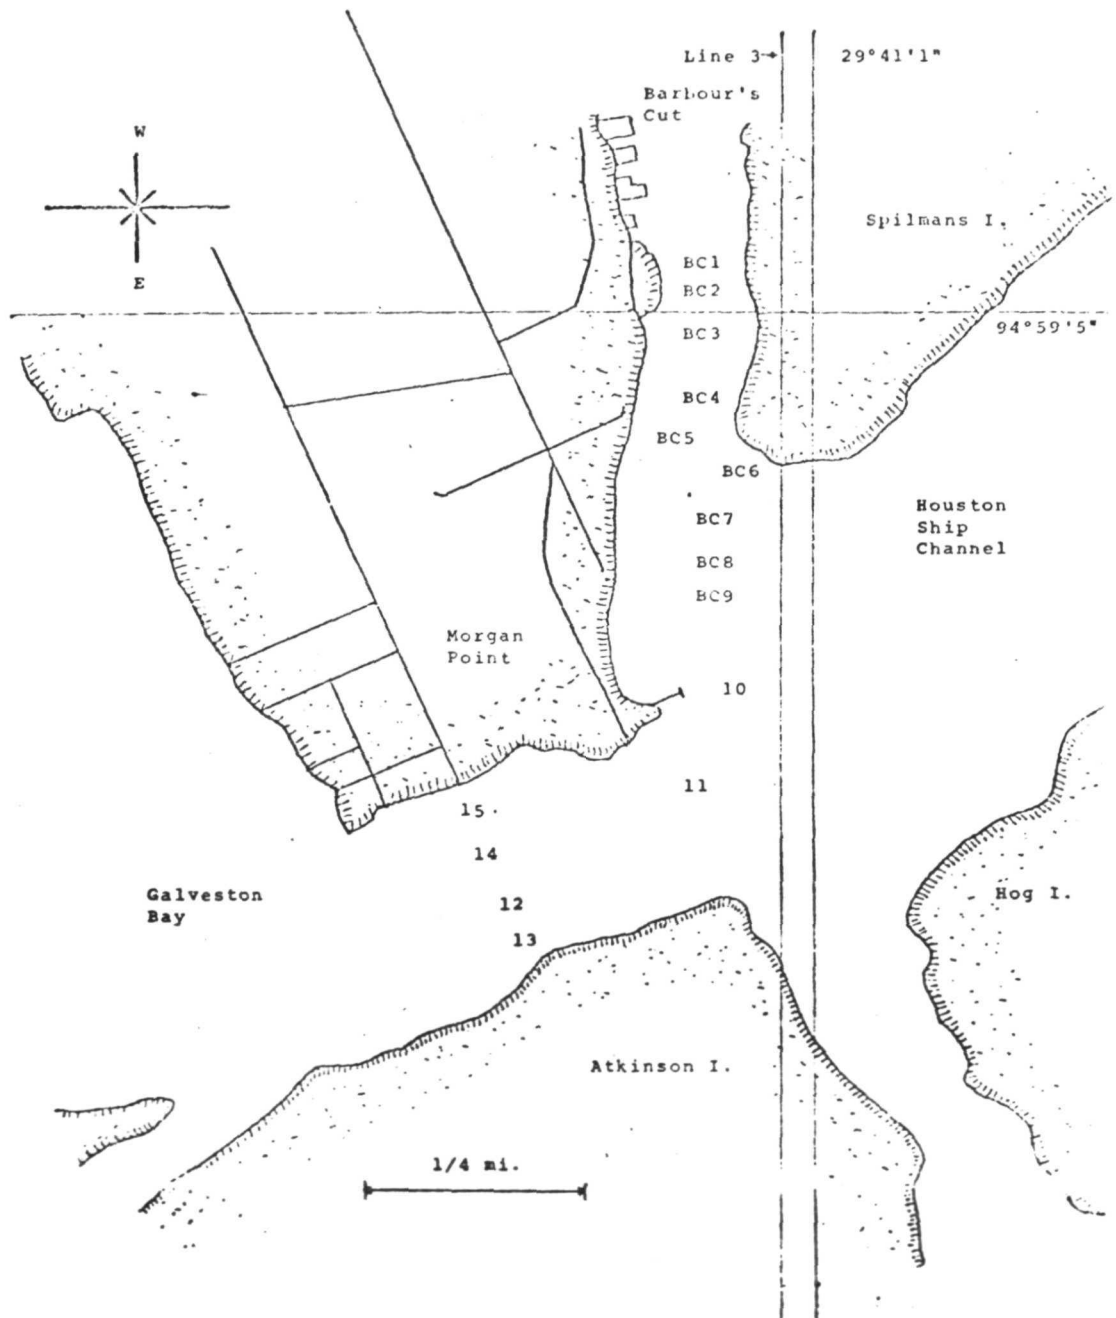 Line 3
29°41'1"
Barbour's
Cut
W
E
Spilmans I.
BC1
BC2
BC3
94°59'5"
BC4
BC5
BC6
BC7
BC8
BC9
Houston
Ship
Channel
Morgan
Point
10
11
15
14
12
13
Galveston
Bay
Hog I.
Atkinson I.
1/4 mi.